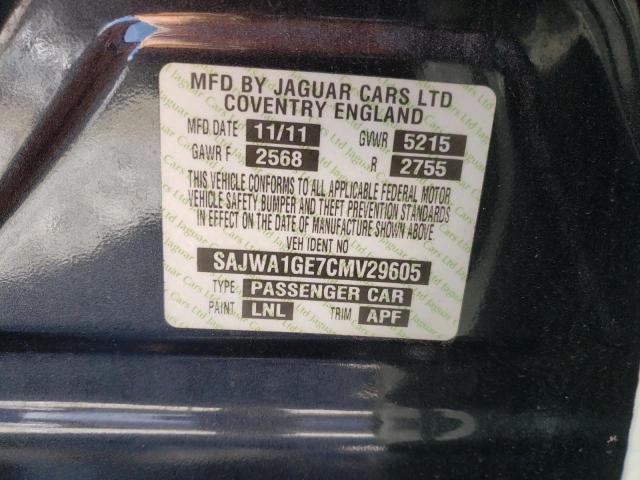 MFD BY JAGUAR CARS LTD
COVENTRY ENGLAND
MFD DATE 11/11 GVWR 5215
GAWR F 2568 R 2755
THIS VEHICLE CONFORMS TO ALL APPLICABLE FEDERAL MOTOR
VEHICLE SAFETY BUMPER AND THEFT PREVENTION STANDARDS
IN EFFECT ON THE DATE OF MANUFACTURE SHOWN ABOVE
VEH IDENT NO
SAJWA1GE7CMV29605
TYPE PASSENGER CAR
PAINT LNL TRIM APF